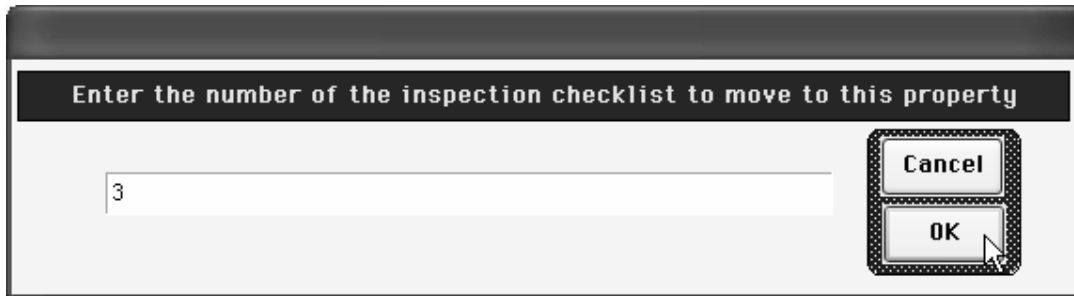 Enter the number of the inspection checklist to move to this property
3
Cancel
OK